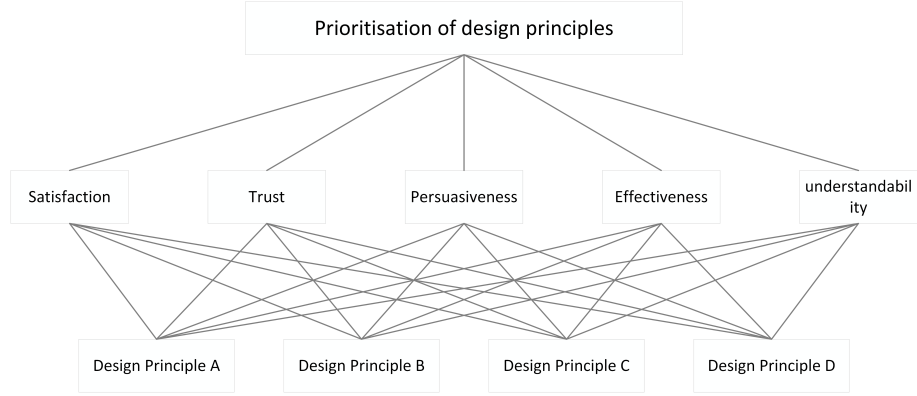 Prioritisation of design principles
Satisfaction
Trust
Persuasiveness
Effectiveness
understandabil
ity
Design Principle A
Design Principle B
Design Principle C
Design Principle D